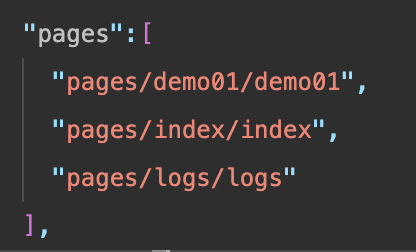 "pages":[
"pages/demo01/demo01",
"pages/index/index",
"pages/logs/logs"
],